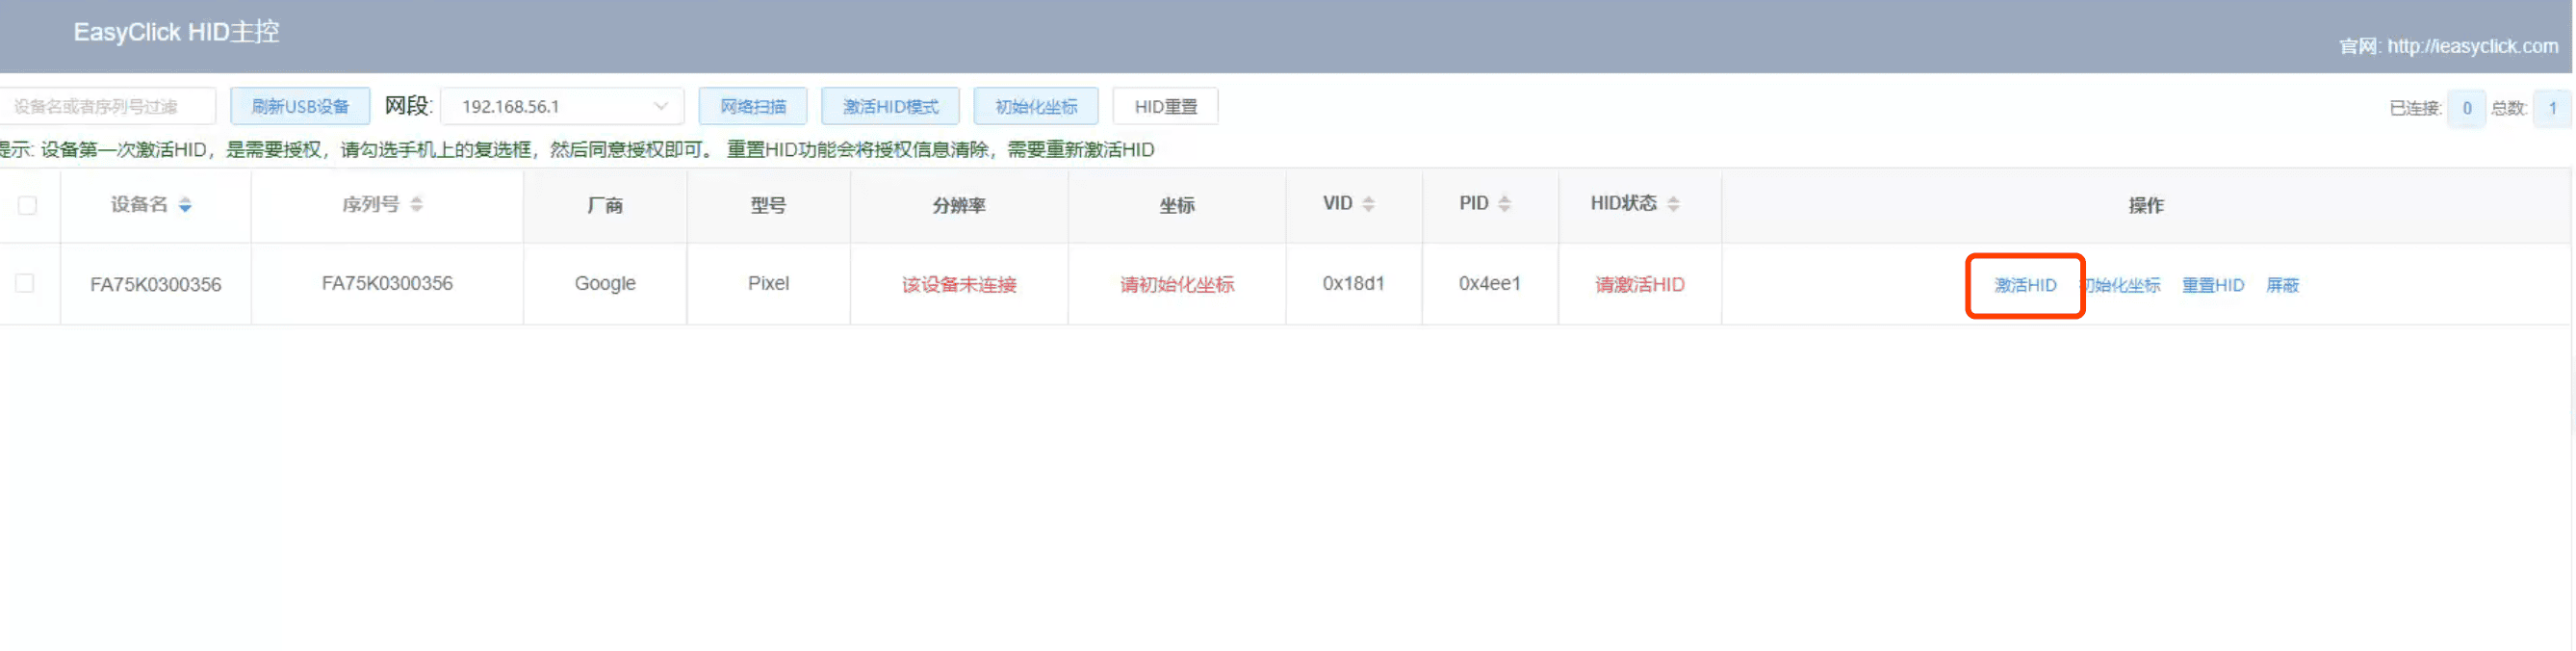 EasyClick HID主控
官网: http://ieasyclick.com
设备名或者序列号过滤 刷新USB设备 网段: 192.168.56.1 网络扫描 激活HID模式 初始化坐标 HID重置 已连接: 0 总数: 1
提示: 设备第一次激活HID，是需要授权，请勾选手机上的复选框，然后同意授权即可。 重置HID功能会将授权信息清除，需要重新激活HID
设备名 序列号 厂商 型号 分辨率 坐标 VID PID HID状态 操作
FA75K0300356 FA75K0300356 Google Pixel 该设备未连接 请初始化坐标 0x18d1 0x4ee1 请激活HID 激活HID 初始化坐标 重置HID 屏蔽